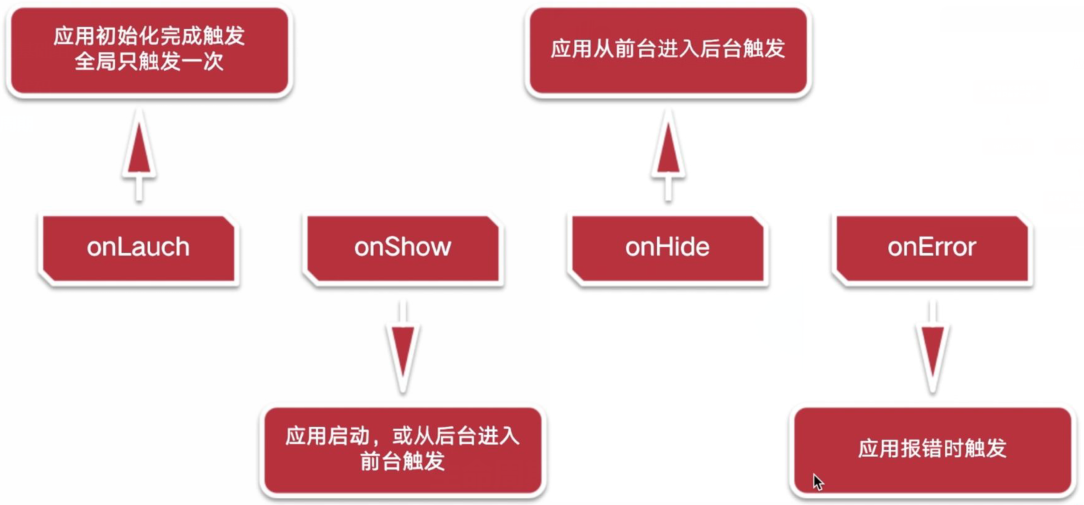 应用初始化完成触发
全局只触发一次
应用从前台进入后台触发
onLauch
onShow
onHide
onError
应用启动，或从后台进入
前台触发
应用报错时触发